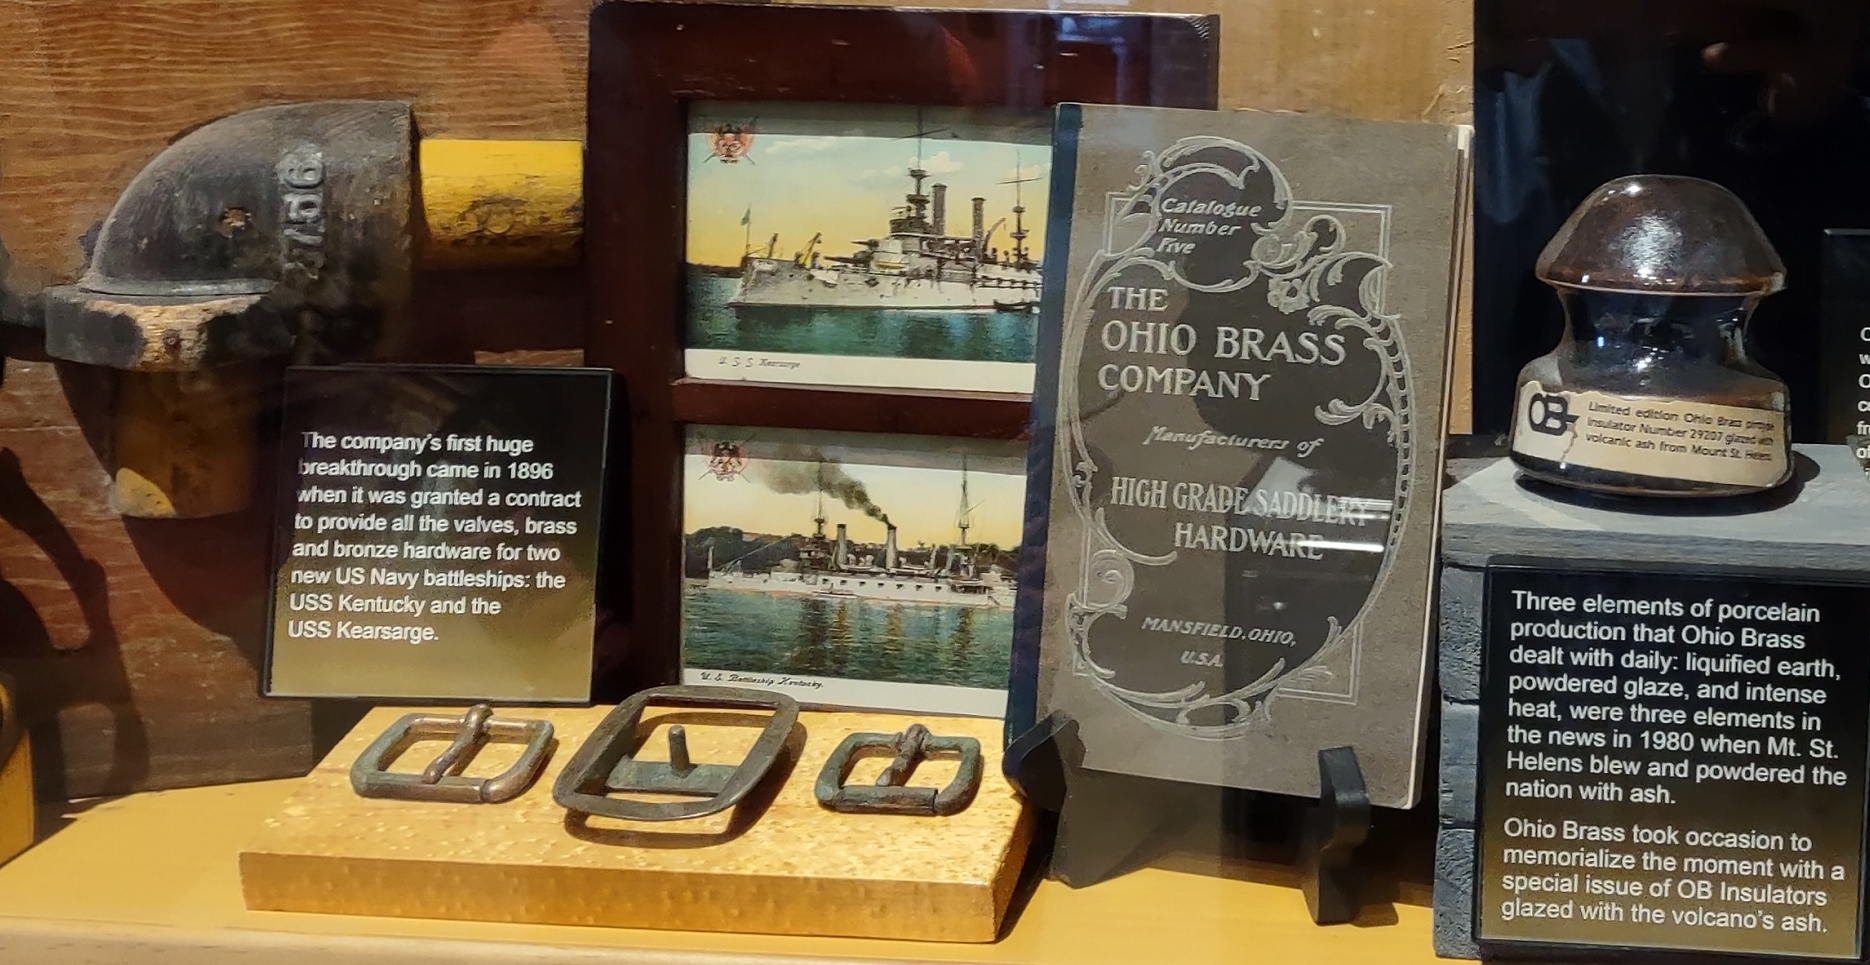 37516
The company's first huge
breakthrough came in 1896
when it was granted a contract
to provide all the valves, brass
and bronze hardware for two
new US Navy battleships: the
USS Kentucky and the
USS Kearsarge.
U. S. S. Kearsarge
U. S. Battleship Kentucky.
Catalogue
Number
Five
THE
OHIO BRASS
COMPANY
Manufacturers of
HIGH GRADE SADDLERY
HARDWARE
MANSFIELD, OHIO,
U.S.A.
OB
Limited edition Ohio Brass
Insulator Number 29207 glazed with
volcanic ash from Mount St. Helens
Three elements of porcelain
production that Ohio Brass
dealt with daily: liquified earth,
powdered glaze, and intense
heat, were three elements in
the news in 1980 when Mt. St.
Helens blew and powdered the
nation with ash.
Ohio Brass took occasion to
memorialize the moment with a
special issue of OB Insulators
glazed with the volcano's ash.